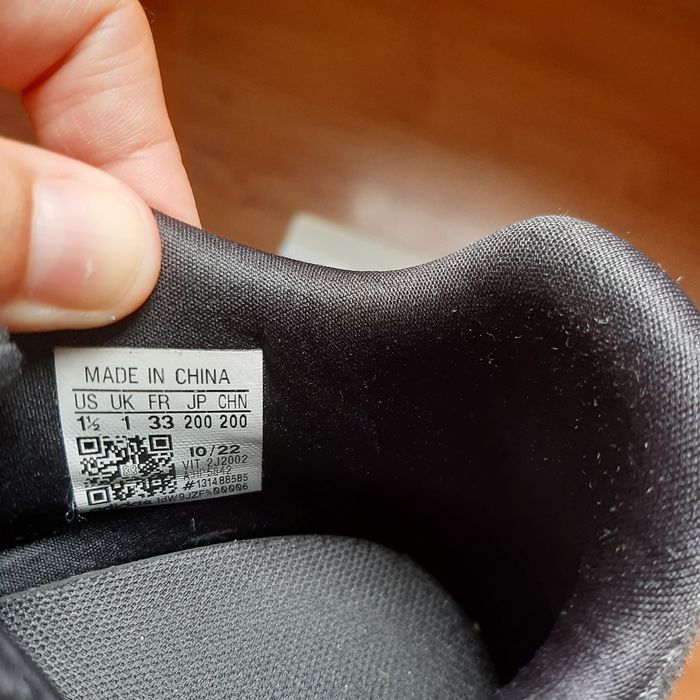 MADE IN CHINA
US UK FR JP CHN
1½ 1 33 200 200
10/22
VIT 2J2002
#131488585